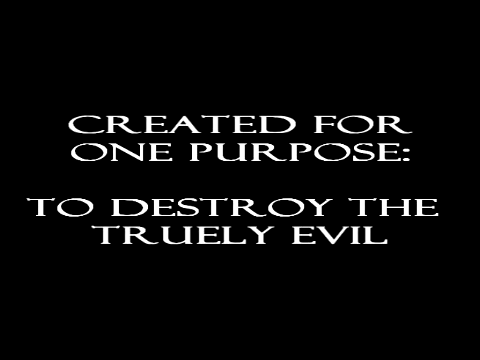 CREATED FOR
ONE PURPOSE:
TO DESTROY THE
TRUELY EVIL